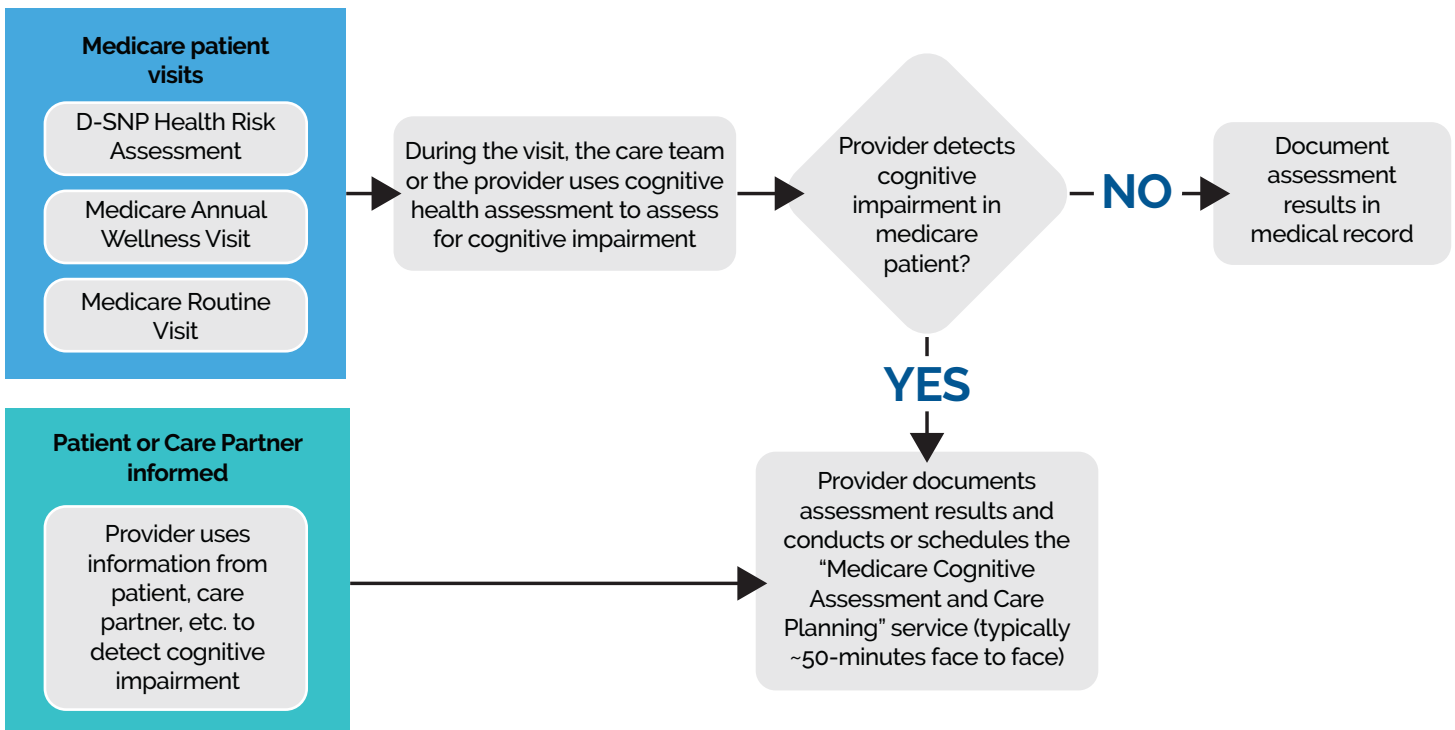 Medicare patient
visits
D-SNP Health Risk
Assessment
Medicare Annual
Wellness Visit
Medicare Routine
Visit
During the visit, the care team
or the provider uses cognitive
health assessment to assess
for cognitive impairment
Provider detects
cognitive
impairment in
medicare
patient?
NO
Document
assessment
results in
medical record
YES
Patient or Care Partner
informed
Provider uses
information from
patient, care
partner, etc. to
detect cognitive
impairment
Provider documents
assessment results and
conducts or schedules the
“Medicare Cognitive
Assessment and Care
Planning” service (typically
~50-minutes face to face)